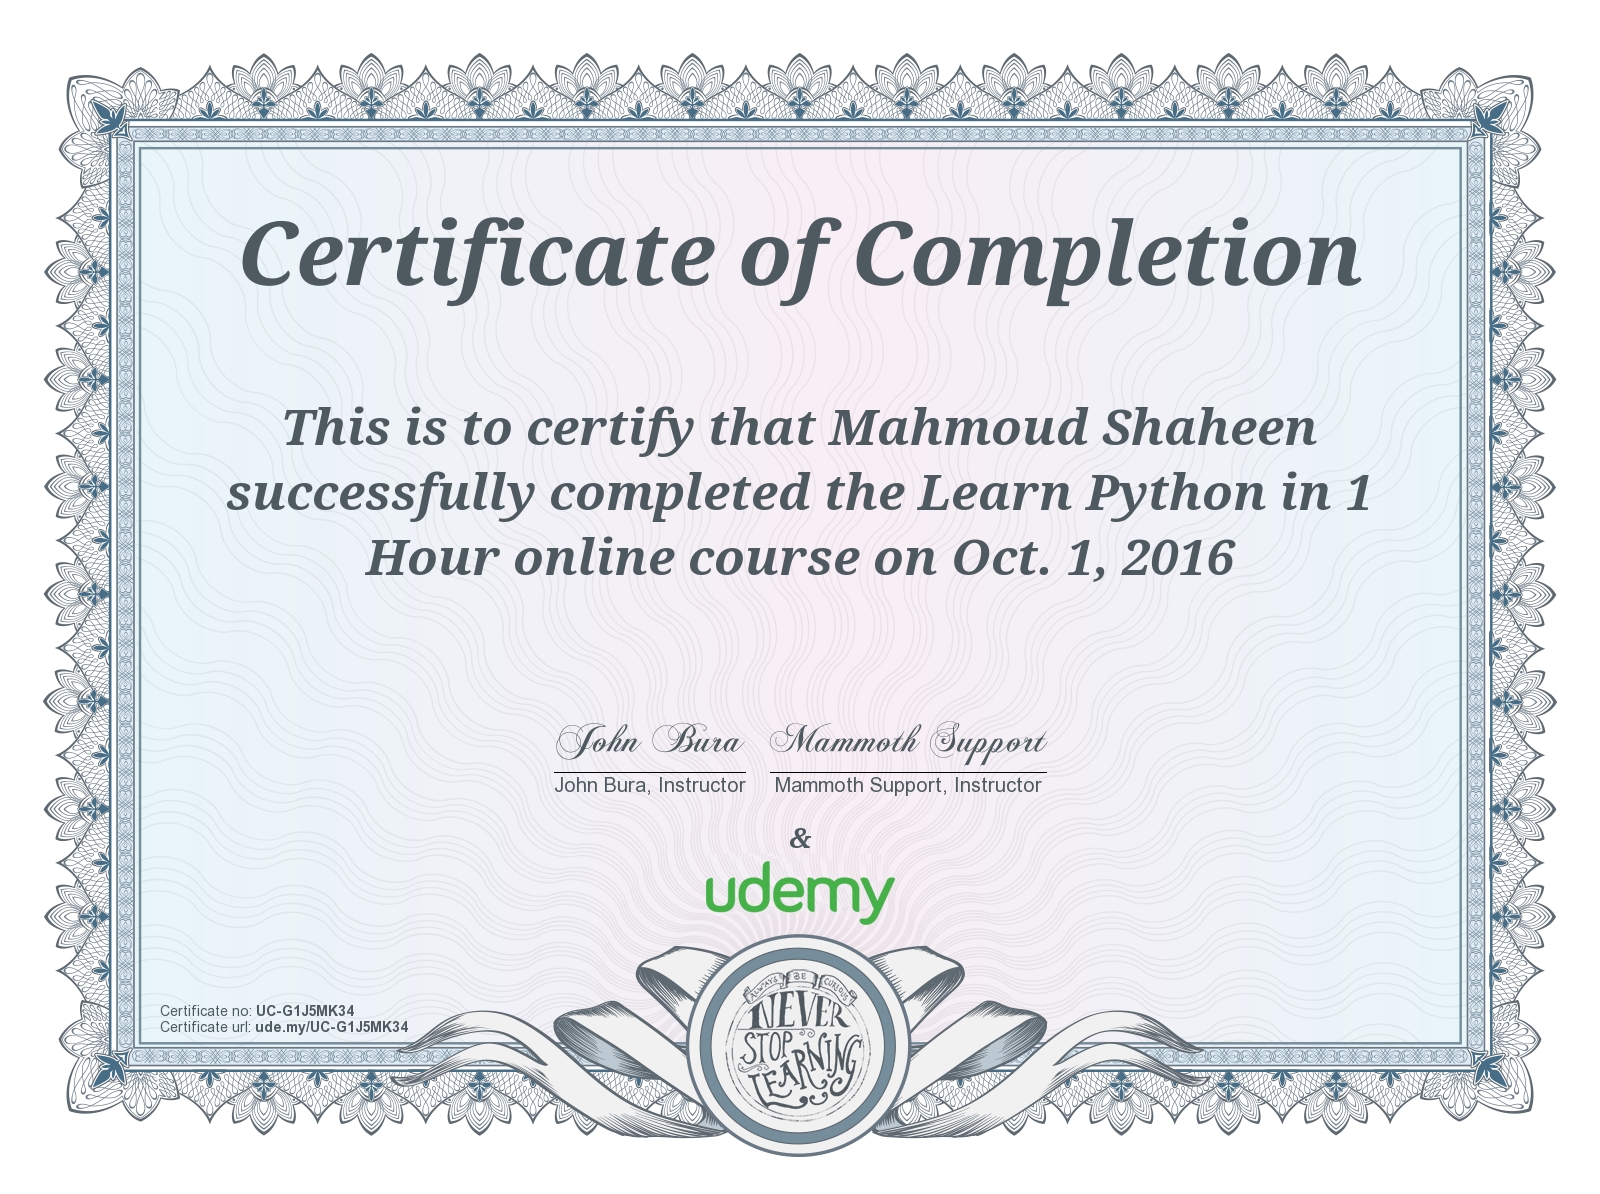 Certificate of Completion
This is to certify that Mahmoud Shaheen
successfully completed the Learn Python in 1
Hour online course on Oct. 1, 2016
John Bura Mammoth Support
John Bura, Instructor Mammoth Support, Instructor
&
udemy
Certificate no: UC-G1J5MK34
Certificate url: ude.my/UC-G1J5MK34
ALWAYS BE CURIOUS
NEVER
STOP
LEARNING